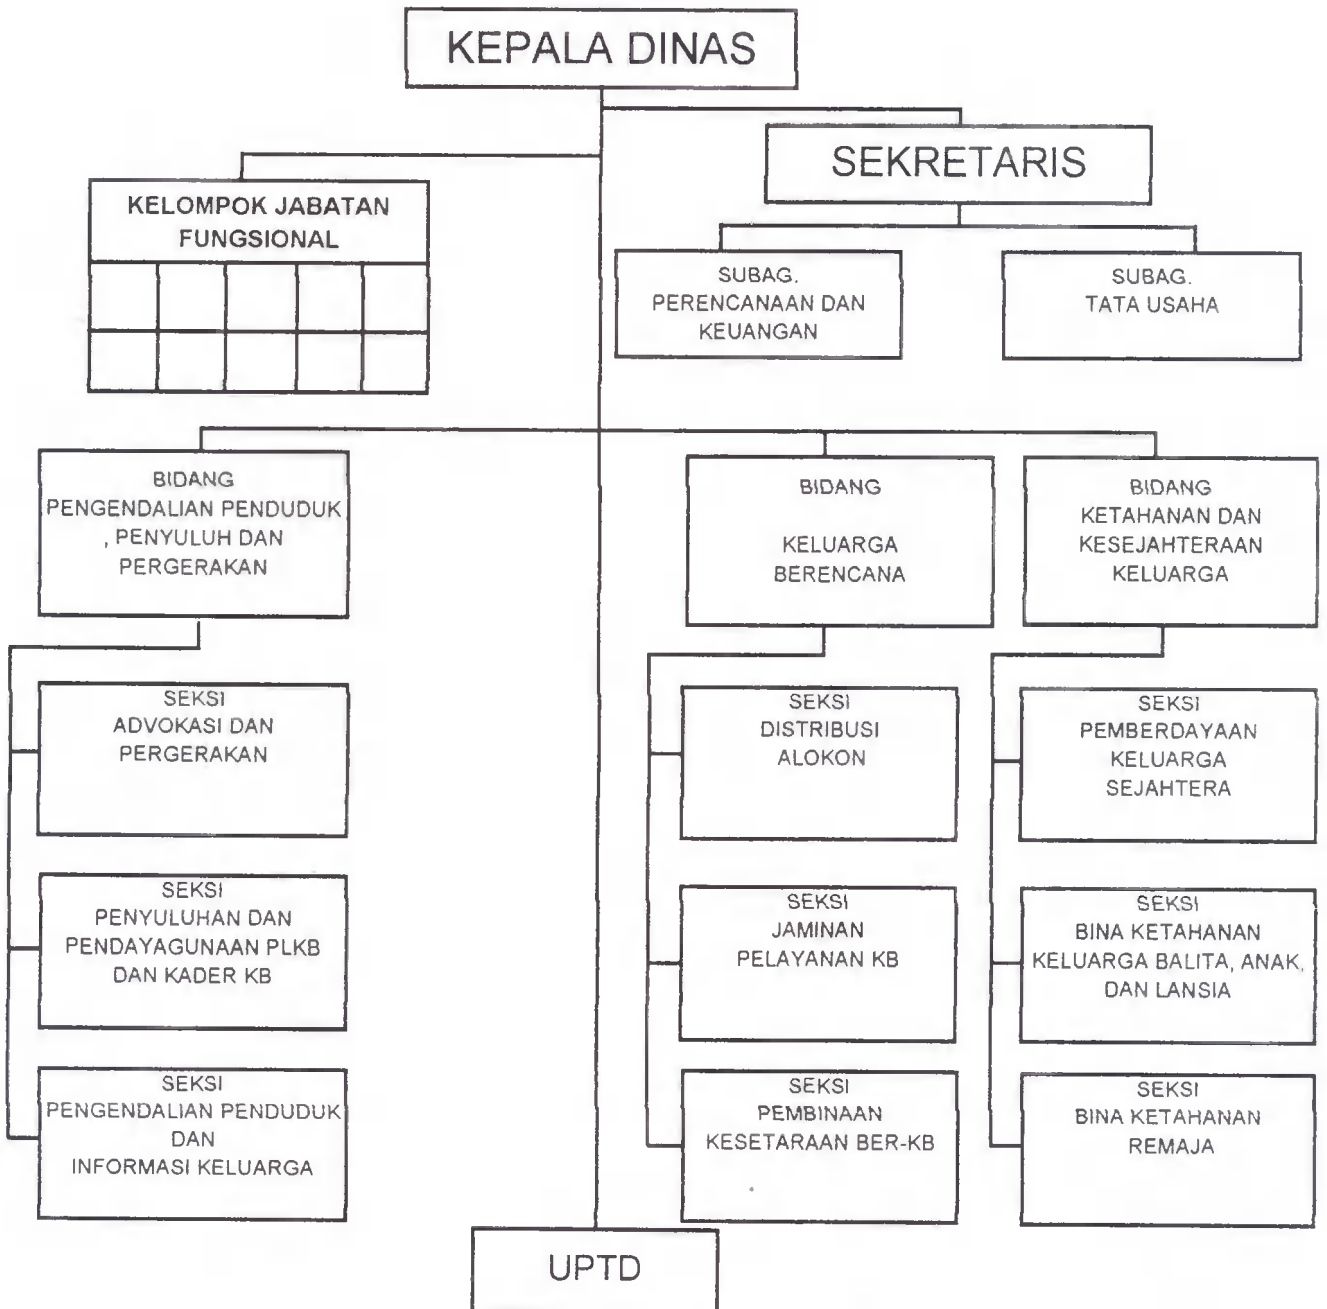 KEPALA DINAS
SEKRETARIS
KELOMPOK JABATAN
FUNGSIONAL
SUBAG.
PERENCANAAN DAN
KEUANGAN
SUBAG.
TATA USAHA
BIDANG
PENGENDALIAN PENDUDUK
, PENYULUH DAN
PERGERAKAN
BIDANG
KELUARGA
BERENCANA
BIDANG
KETAHANAN DAN
KESEJAHTERAAN
KELUARGA
SEKSI
ADVOKASI DAN
PERGERAKAN
SEKSI
PENYULUHAN DAN
PENDAYAGUNAAN PLKB
DAN KADER KB
SEKSI
PENGENDALIAN PENDUDUK
DAN
INFORMASI KELUARGA
SEKSI
DISTRIBUSI
ALOKON
SEKSI
JAMINAN
PELAYANAN KB
SEKSI
PEMBINAAN
KESETARAAN BER-KB
SEKSI
PEMBERDAYAAN
KELUARGA
SEJAHTERA
SEKSI
BINA KETAHANAN
KELUARGA BALITA, ANAK,
DAN LANSIA
SEKSI
BINA KETAHANAN
REMAJA
UPTD